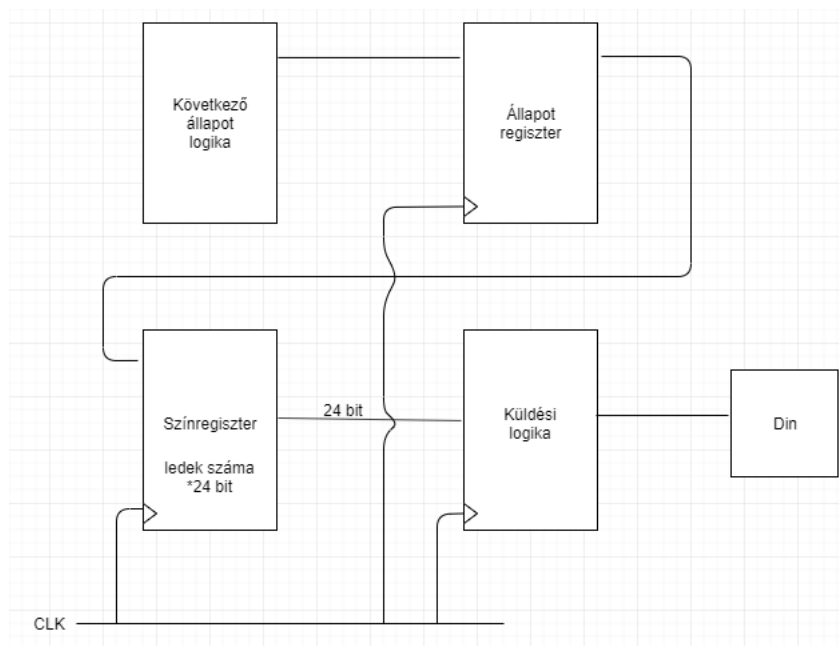 Következő
állapot
logika
Állapot
regiszter
Színregiszter
ledek száma
*24 bit
24 bit
Küldési
logika
Din
CLK